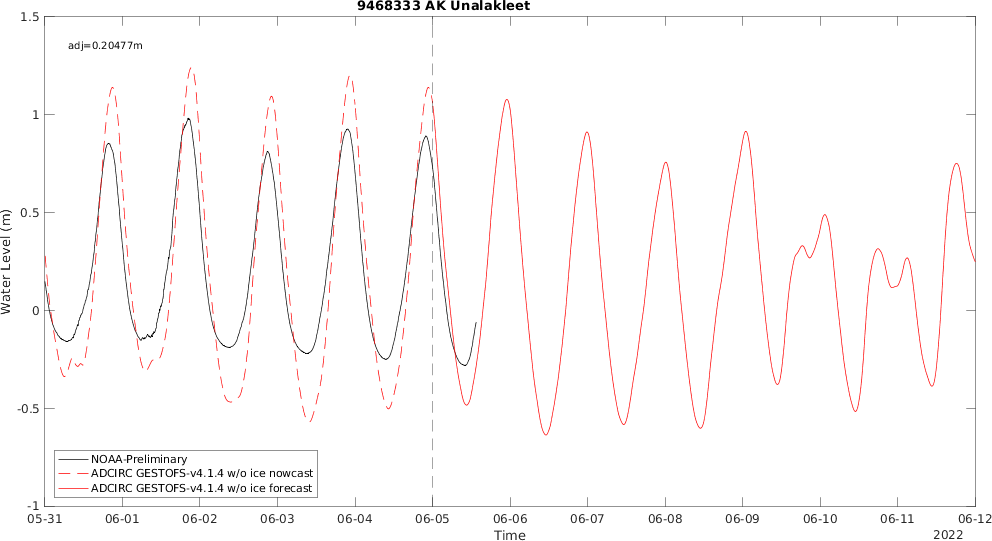 9468333 AK Unalakleet
adj=0.20477m
1.5
1
0.5
0
-0.5
-1
Water Level (m)
NOAA-Preliminary
ADCIRC GESTOFS-v4.1.4 w/o ice nowcast
ADCIRC GESTOFS-v4.1.4 w/o ice forecast
05-31 06-01 06-02 06-03 06-04 06-05 06-06 06-07 06-08 06-09 06-10 06-11 06-12
Time
2022